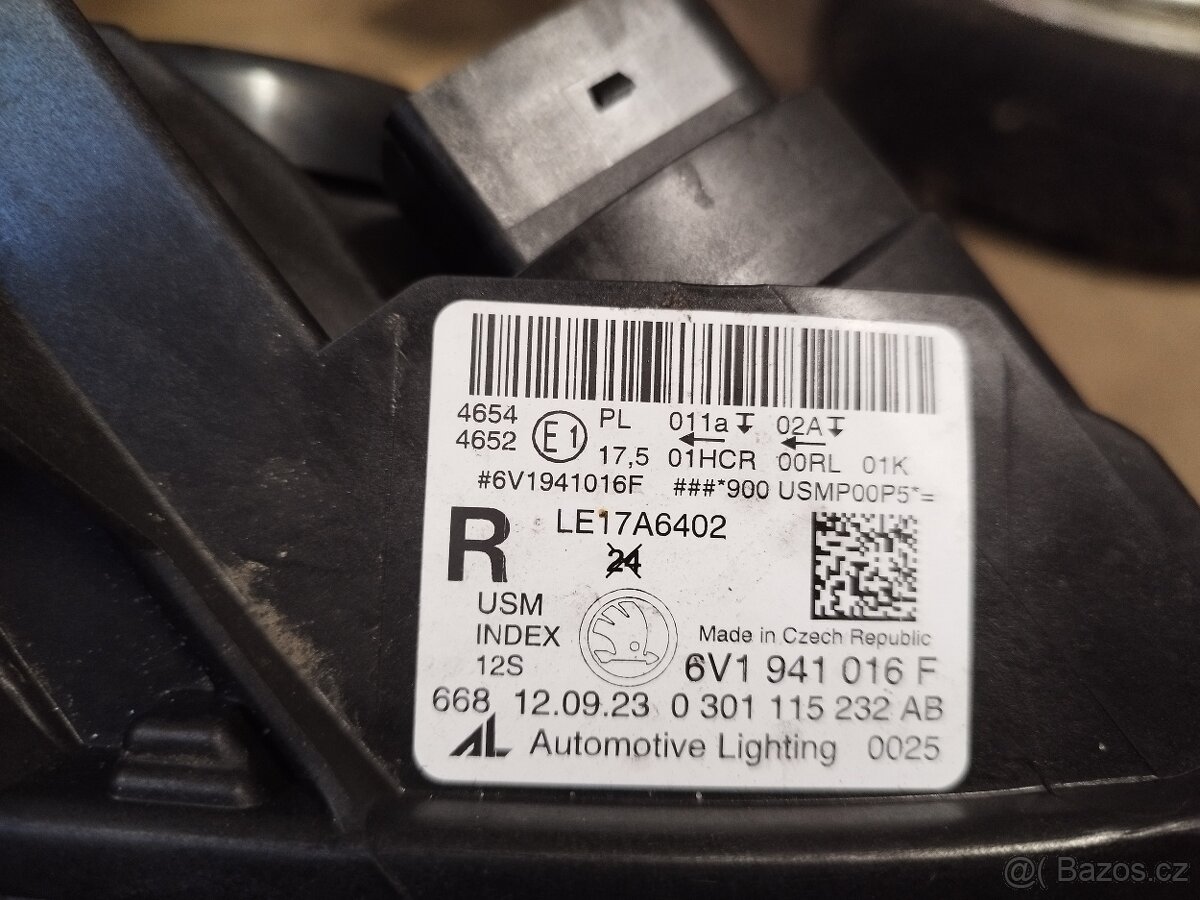 4654 E1 PL 011a 02A
4652 17,5 01HCR 00RL 01K
#6V1941016F ###*900 USMP00P5*=
R LE17A6402
24
USM
INDEX Made in Czech Republic
12S 6V1 941 016 F
668 12.09.23 0 301 115 232 AB
AL Automotive Lighting 0025
@( Bazos.cz